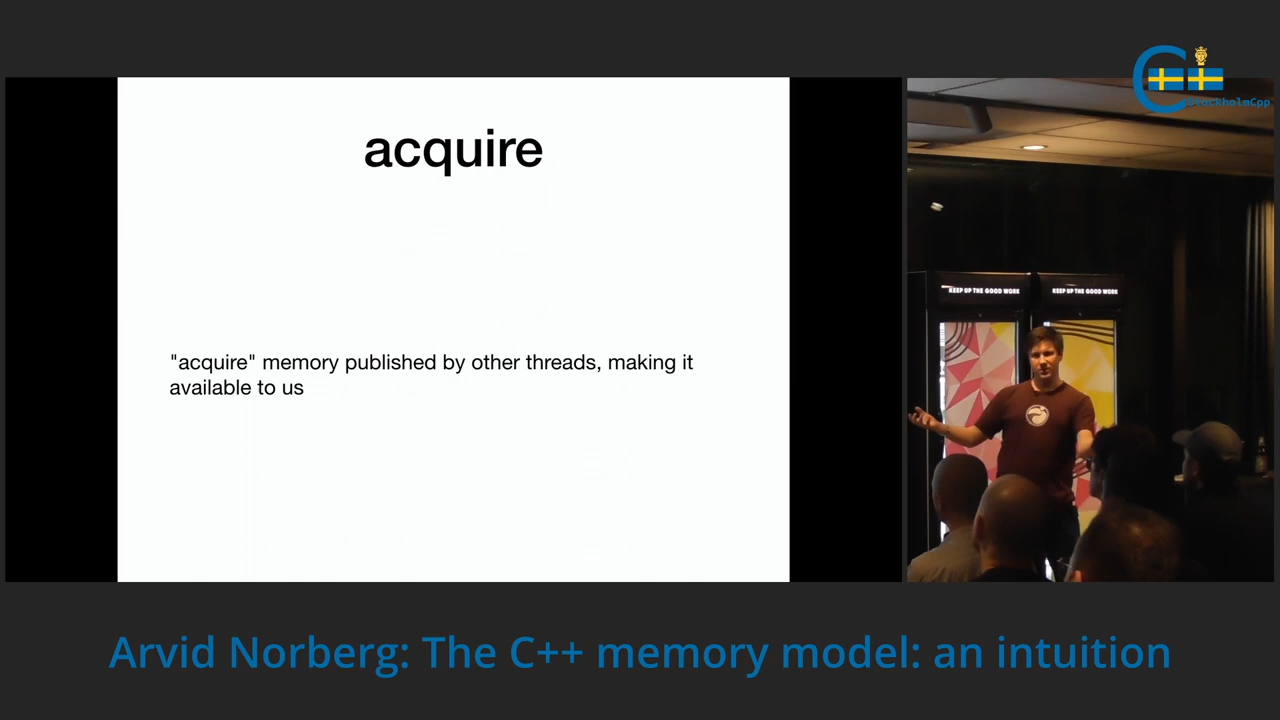 StockholmCpp
acquire
KEEP UP THE GOOD WORK
KEEP UP THE GOOD WORK
"acquire" memory published by other threads, making it
available to us
Arvid Norberg: The C++ memory model: an intuition